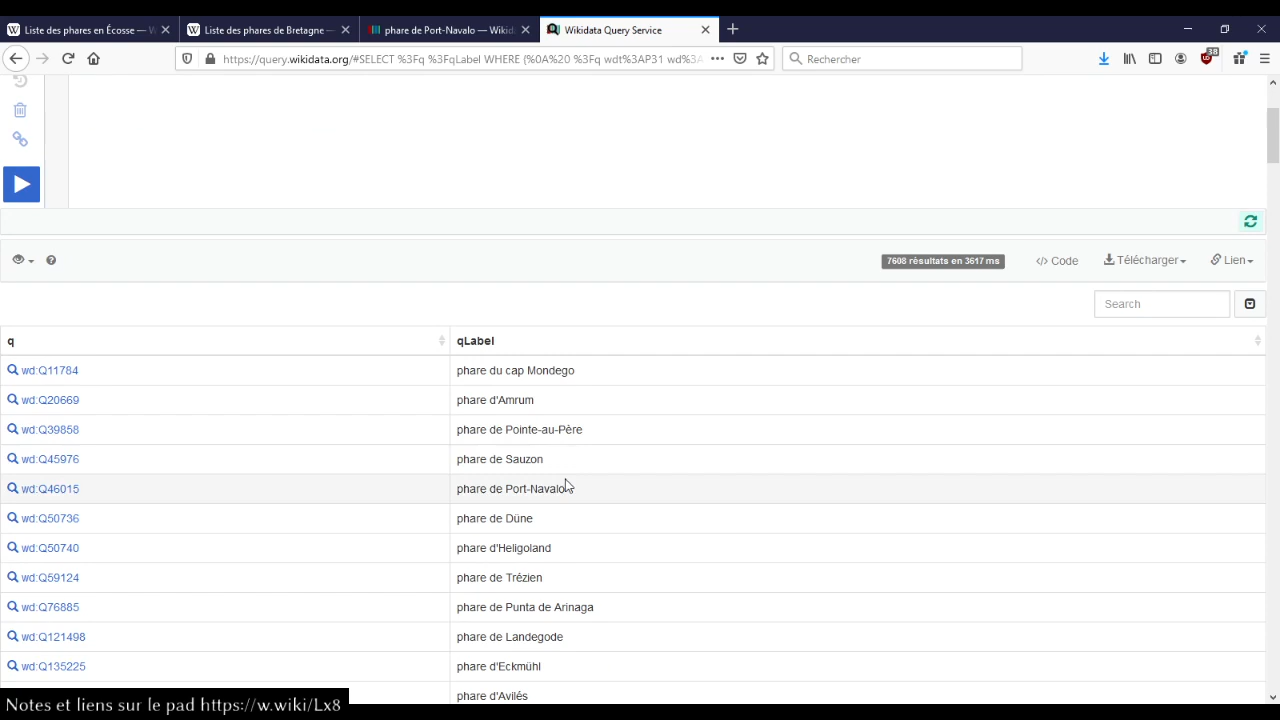 Liste des phares en Écosse — W
Liste des phares de Bretagne —
phare de Port-Navalo — Wikid
Wikidata Query Service
https://query.wikidata.org/#SELECT %3Fq %3FqLabel WHERE {%0A%20 %3Fq wdt%3AP31 wd%3A
Rechercher
38
7608 résultats en 3617 ms
</> Code
Télécharger
Lien
Search
q qLabel
wd:Q11784 phare du cap Mondego
wd:Q20669 phare d'Amrum
wd:Q39858 phare de Pointe-au-Père
wd:Q45976 phare de Sauzon
wd:Q46015 phare de Port-Navalo
wd:Q50736 phare de Düne
wd:Q50740 phare d'Heligoland
wd:Q59124 phare de Trézien
wd:Q76885 phare de Punta de Arinaga
wd:Q121498 phare de Landegode
wd:Q135225 phare d'Eckmühl
phare d'Avilés
Notes et liens sur le pad https://w.wiki/Lx8